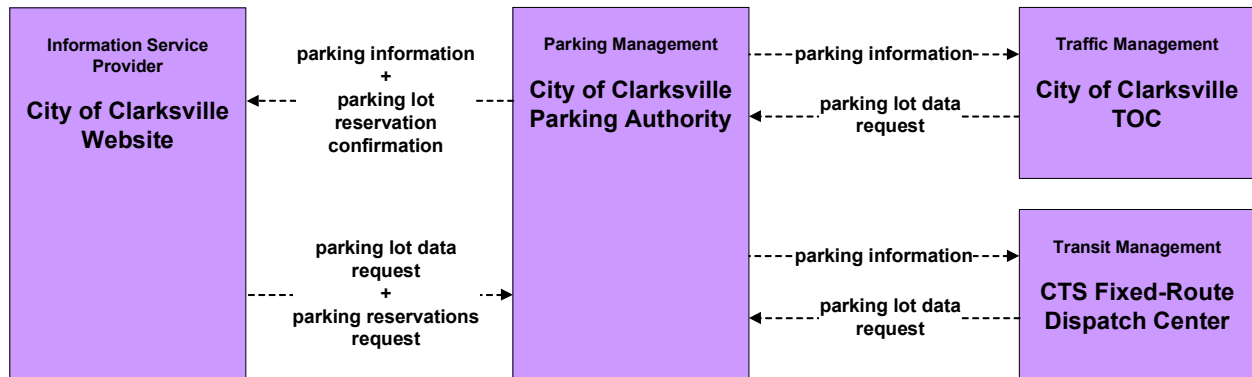 Information Service
Provider
City of Clarksville
Website
parking information
+
parking lot
reservation
confirmation
parking lot data
request
+
parking reservations
request
Parking Management
City of Clarksville
Parking Authority
parking information
parking lot data
request
Traffic Management
City of Clarksville
TOC
parking information
parking lot data
request
Transit Management
CTS Fixed-Route
Dispatch Center